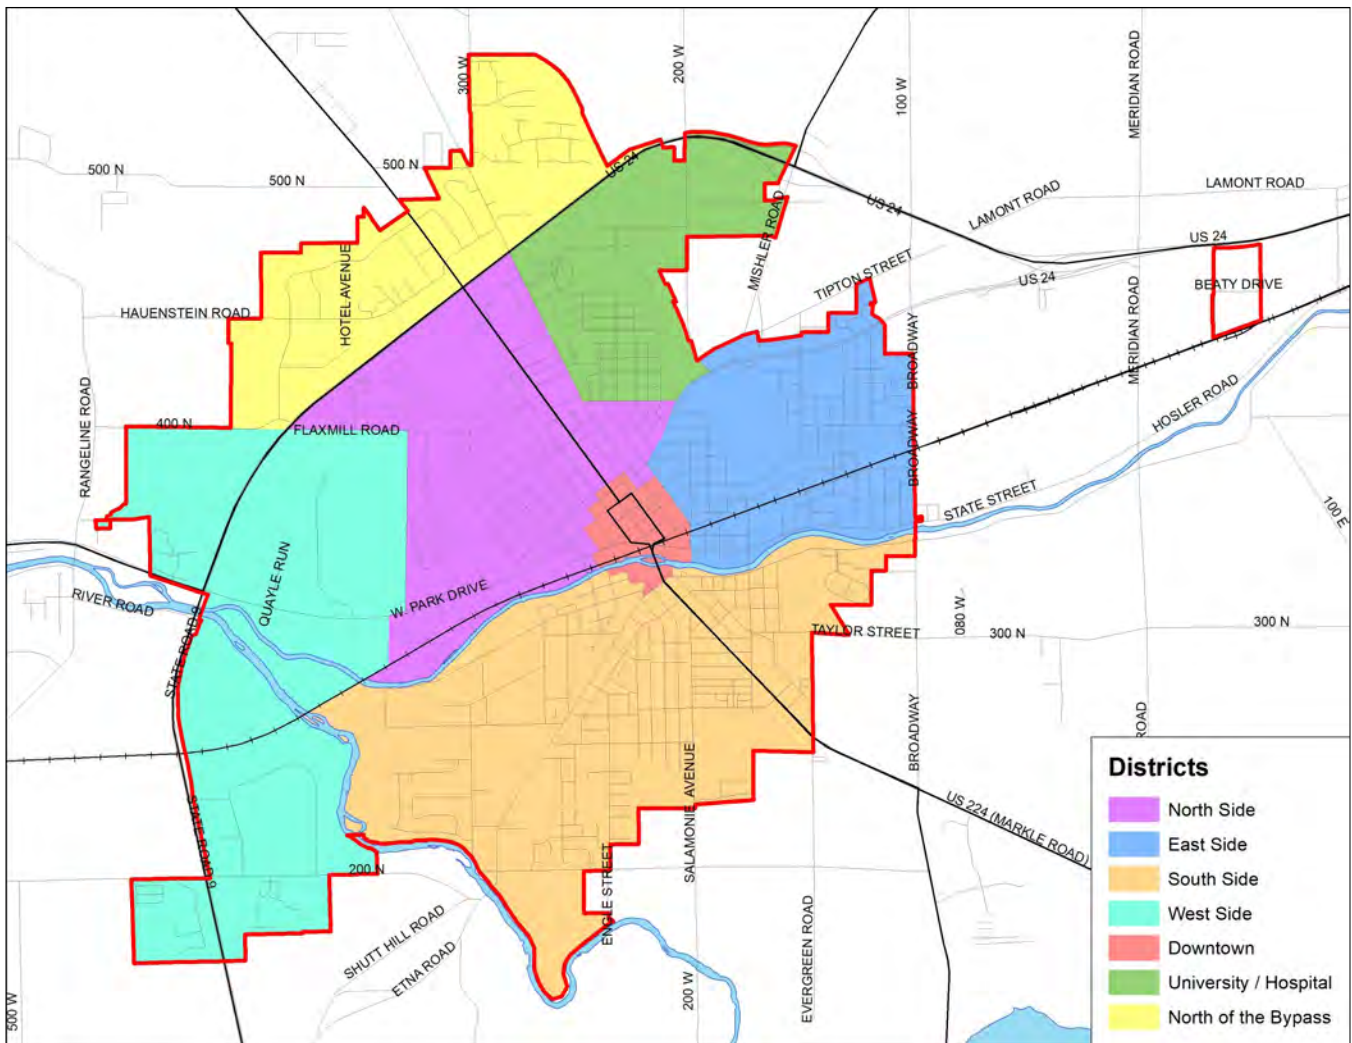 300 W
200 W
100 W
MERIDIAN ROAD
500 N
500 N
500 N
US 24
LAMONT ROAD
LAMONT ROAD
US 24
US 24
US 24
MISHLER ROAD
TIPTON STREET
BEATY DRIVE
HAUENSTEIN ROAD
HOTEL AVENUE
BROADWAY
MERIDIAN ROAD
HOSLER ROAD
RANGELINE ROAD
400 N
FLAXMILL ROAD
BROADWAY
STATE STREET
100 E
QUAYLE RUN
W. PARK DRIVE
RIVER ROAD
STATE ROAD 9
TAYLOR STREET
080 W
300 N
300 N
BROADWAY
ROAD
SALAMONIE AVENUE
US 224 (MARKLE ROAD)
STATE ROAD 9
200 N
ENGLE STREET
SHUTT HILL ROAD
ETNA ROAD
EVERGREEN ROAD
500 W
200 W
Districts
North Side
East Side
South Side
West Side
Downtown
University / Hospital
North of the Bypass